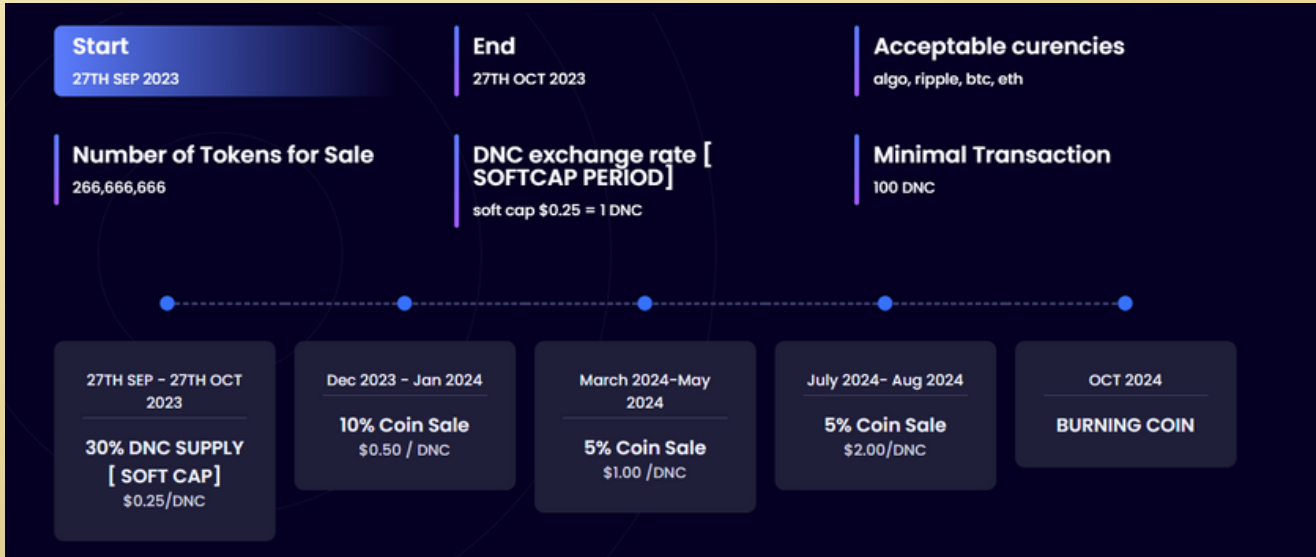 Start
27TH SEP 2023
End
27TH OCT 2023
Acceptable curencies
algo, ripple, btc, eth
Number of Tokens for Sale
266,666,666
DNC exchange rate [
SOFTCAP PERIOD]
soft cap $0.25 = 1 DNC
Minimal Transaction
100 DNC
27TH SEP - 27TH OCT
2023
30% DNC SUPPLY
[ SOFT CAP]
$0.25/DNC
Dec 2023 - Jan 2024
10% Coin Sale
$0.50 / DNC
March 2024-May
2024
5% Coin Sale
$1.00 /DNC
July 2024- Aug 2024
5% Coin Sale
$2.00/DNC
OCT 2024
BURNING COIN